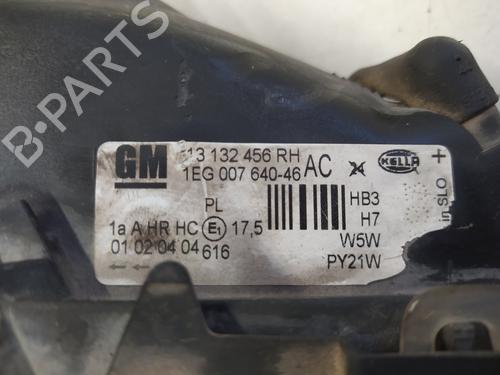 GM 13 132 456 RH
1EG 007 640-46 AC 24 HELLA +
PL HB3
1a A HR HC E1 17,5 H7
01 02 04 04 616 W5W
PY21W
in SLO
B-PARTS